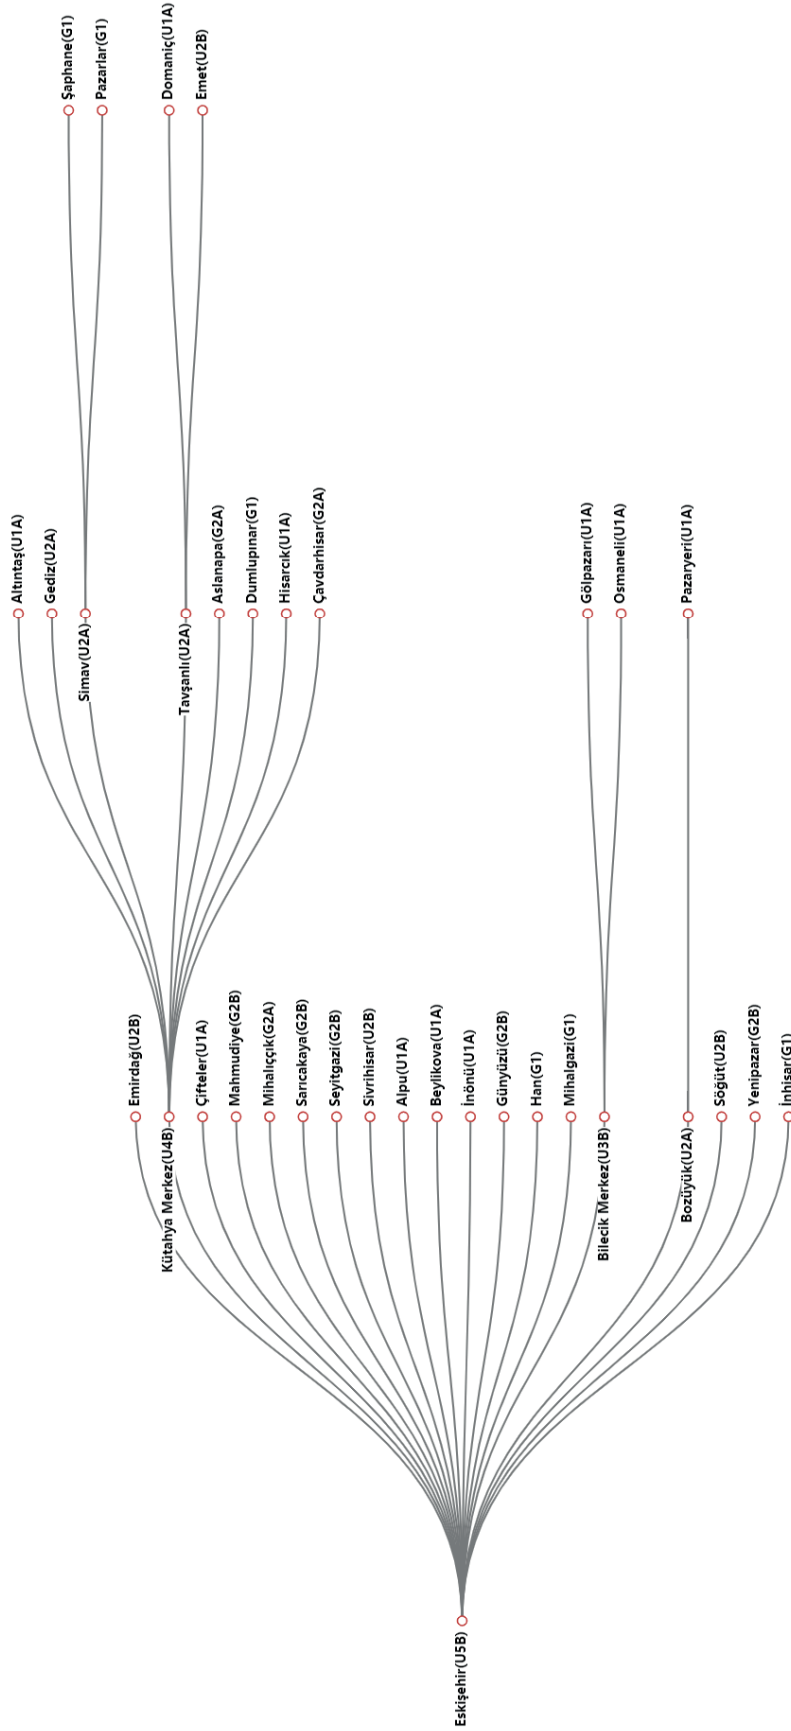 Şaphane(G1)
Pazarlar(G1)
Domaniç(U1A)
Emet(U2B)
Altıntaş(U1A)
Gediz(U2A)
Simav(U2A)
Tavşanlı(U2A)
Aslanapa(G2A)
Dumlupınar(G1)
Hisarcık(U1A)
Çavdarhisar(G2A)
Gölpazarı(U1A)
Osmaneli(U1A)
Pazaryeri(U1A)
Emirdağ(U2B)
Kütahya Merkez(U4B)
Çifteler(U1A)
Mahmudiye(G2B)
Mihalıççık(G2A)
Sarıcakaya(G2B)
Seyitgazi(G2B)
Sivrihisar(U2B)
Alpu(U1A)
Beylikova(U1A)
İnönü(U1A)
Günyüzü(G2B)
Han(G1)
Mihalgazi(G1)
Bilecik Merkez(U3B)
Bozüyük(U2A)
Söğüt(U2B)
Yenipazar(G2B)
İnhisar(G1)
Eskişehir(U5B)